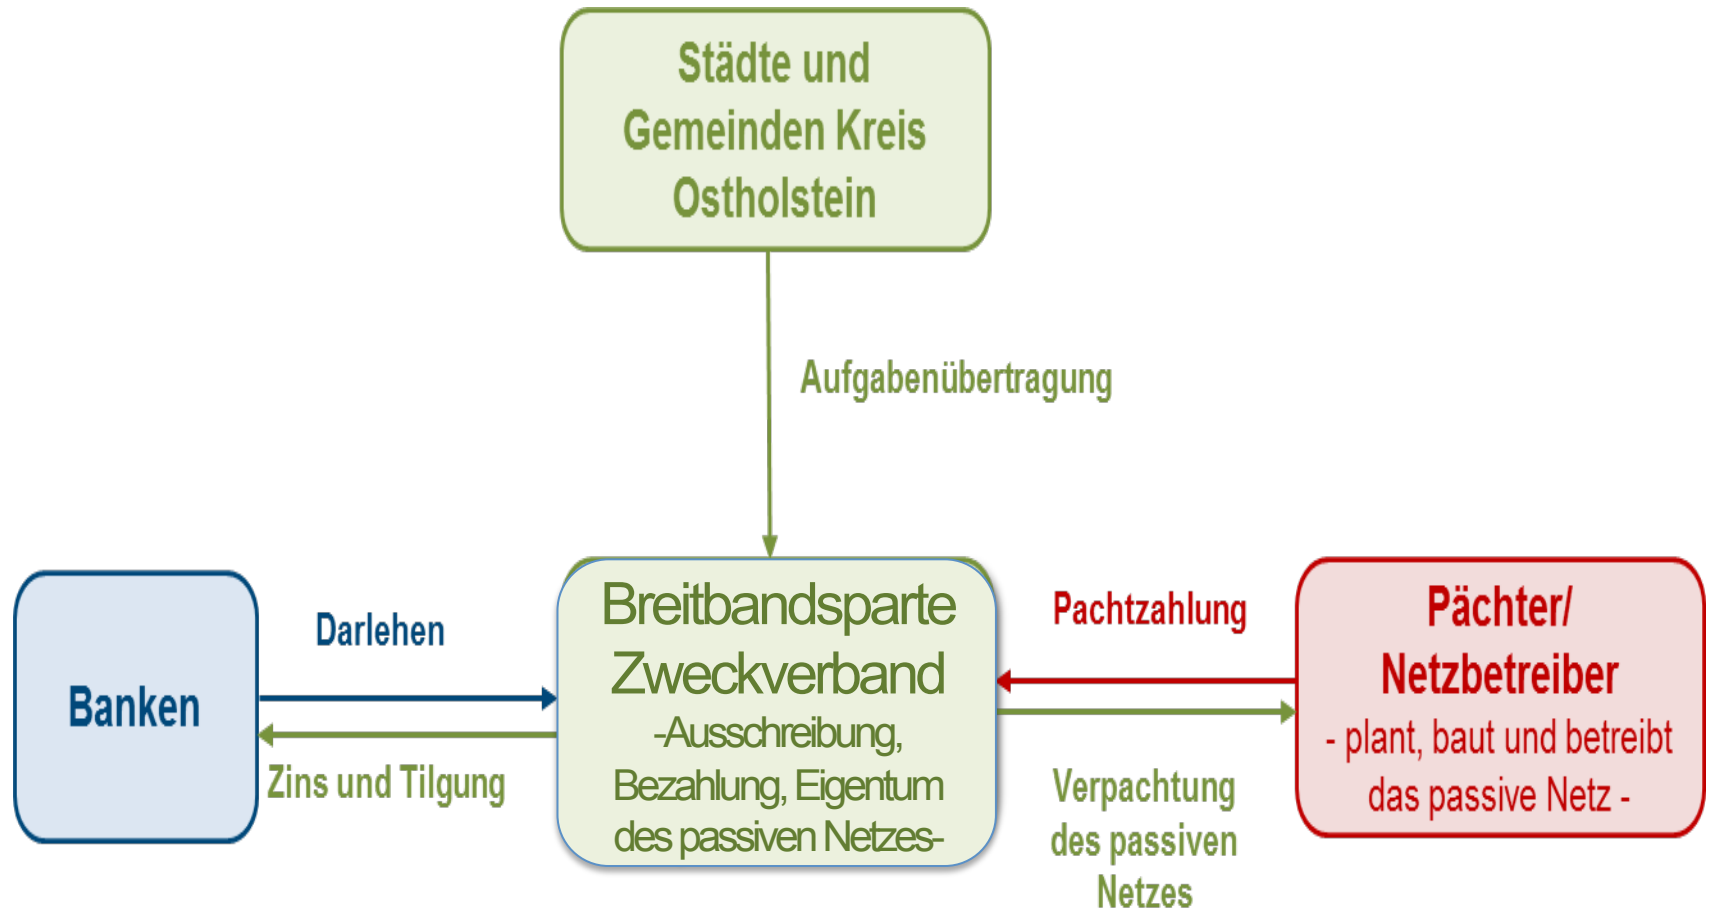 Städte und
Gemeinden Kreis
Ostholstein
Aufgabenübertragung
Banken
Darlehen
Zins und Tilgung
Breitbandsparte
Zweckverband
-Ausschreibung,
Bezahlung, Eigentum
des passiven Netzes-
Pachtzahlung
Verpachtung
des passiven
Netzes
Pächter/
Netzbetreiber
- plant, baut und betreibt
das passive Netz -